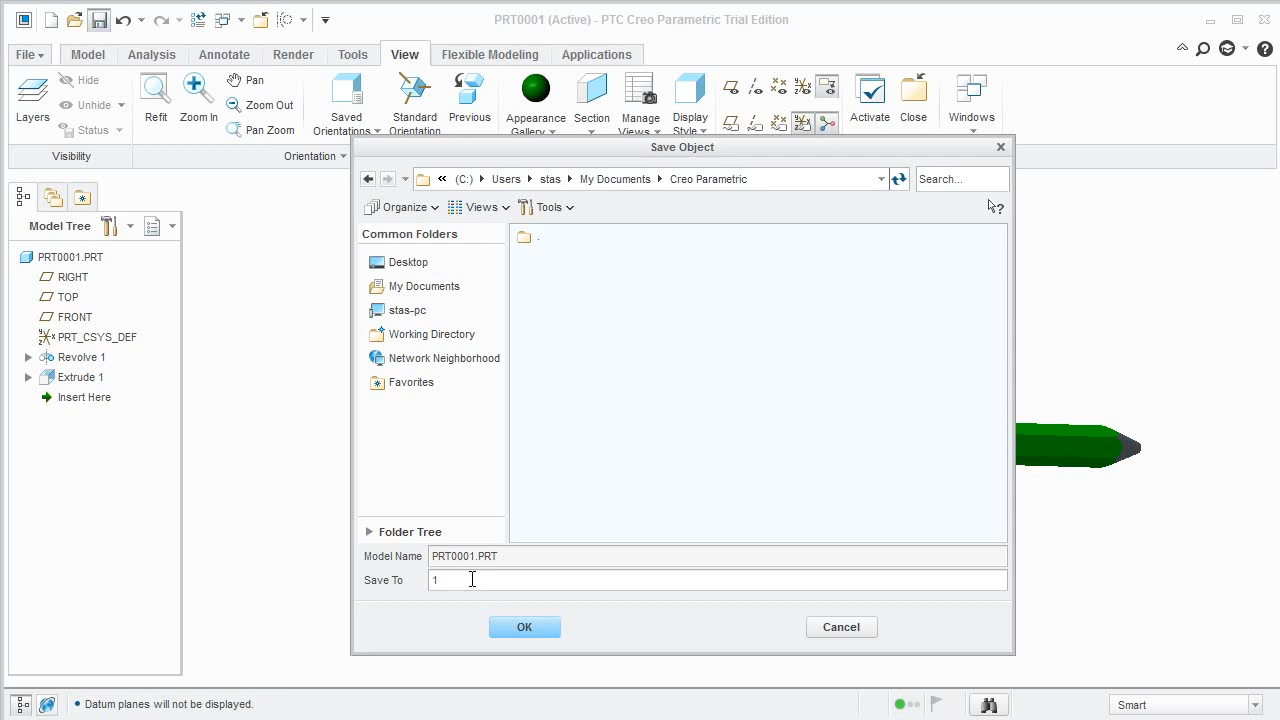 PRT0001 (Active) - PTC Creo Parametric Trial Edition
File
Model
Analysis
Annotate
Render
Tools
View
Flexible Modeling
Applications
Layers
Hide
Unhide
Status
Refit
Zoom In
Pan
Zoom Out
Pan Zoom
Saved
Orientations
Standard
Orientation
Previous
Appearance
Gallery
Section
Manage
Views
Display
Style
Activate
Close
Windows
Visibility
Orientation
Save Object
« (C:) Users stas My Documents Creo Parametric
Search...
Organize
Views
Tools
Model Tree
PRT0001.PRT
RIGHT
TOP
FRONT
PRT_CSYS_DEF
Revolve 1
Extrude 1
Insert Here
Common Folders
Desktop
My Documents
stas-pc
Working Directory
Network Neighborhood
Favorites
.
Folder Tree
Model Name PRT0001.PRT
Save To 1
OK
Cancel
• Datum planes will not be displayed.
Smart